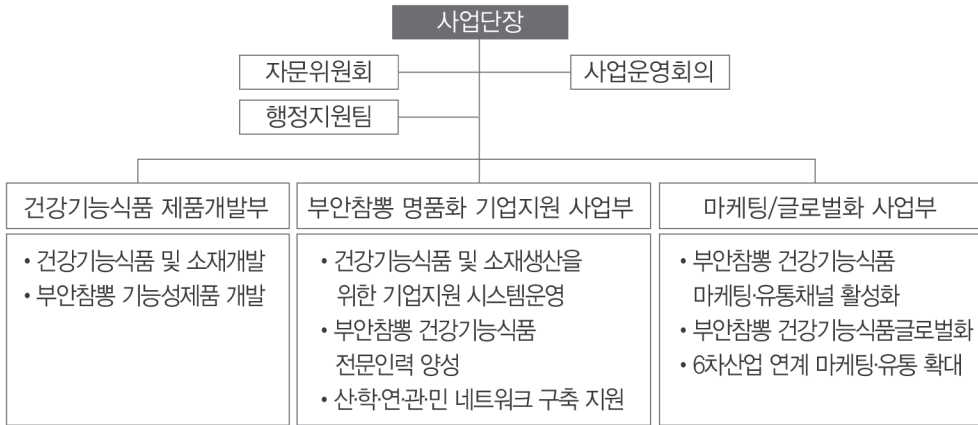 사업단장
자문위원회
사업운영회의
행정지원팀
건강기능식품 제품개발부
• 건강기능식품 및 소재개발
• 부안참뽕 기능성제품 개발
부안참뽕 명품화 기업지원 사업부
• 건강기능식품 및 소재생산을
위한 기업지원 시스템운영
• 부안참뽕 건강기능식품
전문인력 양성
• 산·학·연·관·민 네트워크 구축 지원
마케팅/글로벌화 사업부
• 부안참뽕 건강기능식품
마케팅·유통채널 활성화
• 부안참뽕 건강기능식품글로벌화
• 6차산업 연계 마케팅·유통 확대